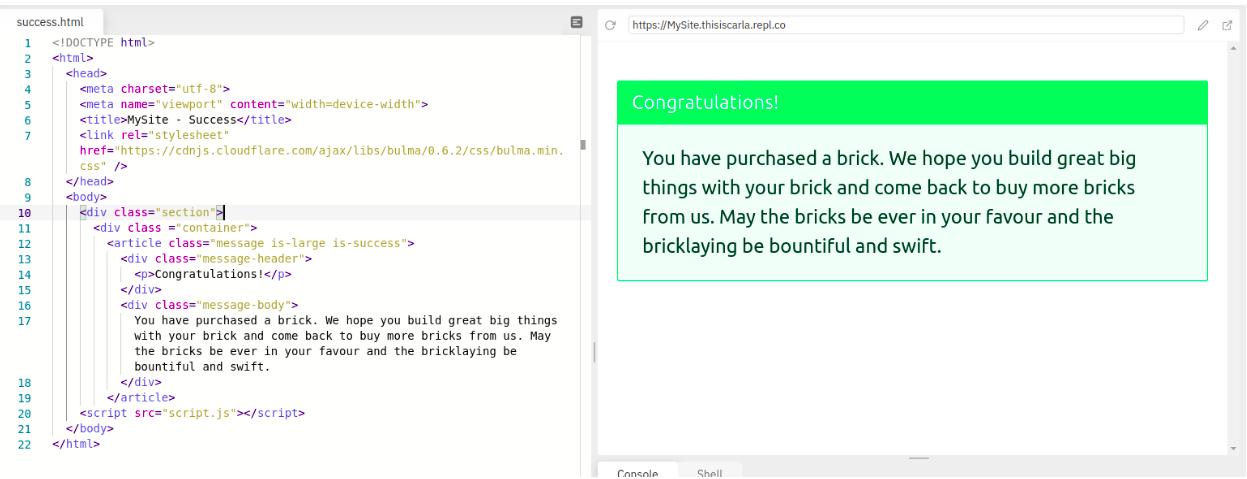 success.html
1 <!DOCTYPE html>
2 <html>
3 <head>
4 <meta charset="utf-8">
5 <meta name="viewport" content="width=device-width">
6 <title>MySite - Success</title>
7 <link rel="stylesheet"
href="https://cdnjs.cloudflare.com/ajax/libs/bulma/0.6.2/css/bulma.min.
css" />
8 </head>
9 <body>
10 <div class="section">
11 <div class ="container">
12 <article class="message is-large is-success">
13 <div class="message-header">
14 <p>Congratulations!</p>
15 </div>
16 <div class="message-body">
17 You have purchased a brick. We hope you build great big things
with your brick and come back to buy more bricks from us. May
the bricks be ever in your favour and the bricklaying be
bountiful and swift.
18 </div>
19 </article>
20 <script src="script.js"></script>
21 </body>
22 </html>
https://MySite.thisiscarla.repl.co
Congratulations!
You have purchased a brick. We hope you build great big
things with your brick and come back to buy more bricks
from us. May the bricks be ever in your favour and the
bricklaying be bountiful and swift.
Console Shell